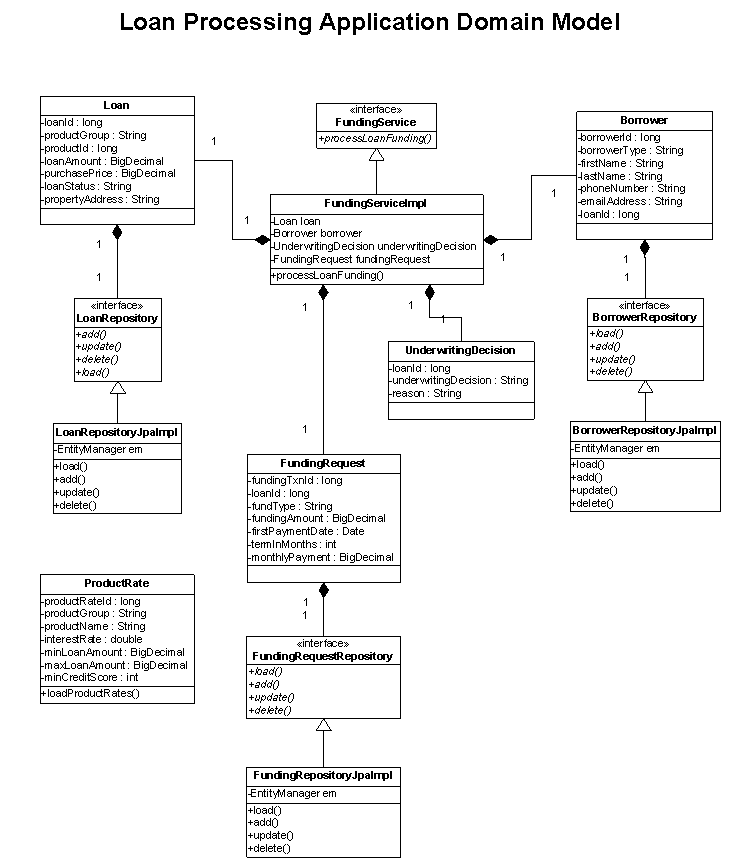 Loan Processing Application Domain Model
Loan
-loanId : long
-productGroup : String
-productId : long
-loanAmount : BigDecimal
-purchasePrice : BigDecimal
-loanStatus : String
-propertyAddress : String
«interface»
FundingService
+processLoanFunding()
Borrower
-borrowerId : long
-borrowerType : String
-firstName : String
-lastName : String
-phoneNumber : String
-emailAddress : String
-loanId : long
1
1
FundingServiceImpl
-Loan loan
-Borrower borrower
-UnderwritingDecision underwritingDecision
-FundingRequest fundingRequest
+processLoanFunding()
1
1
1
1
«interface»
LoanRepository
+add()
+update()
+delete()
+load()
1
1
«interface»
BorrowerRepository
+load()
+add()
+update()
+delete()
1
1
1
1
UnderwritingDecision
-loanId : long
-underwritingDecision : String
-reason : String
LoanRepositoryJpaImpl
-EntityManager em
+load()
+add()
+update()
+delete()
BorrowerRepositoryJpaImpl
-EntityManager em
+load()
+add()
+update()
+delete()
FundingRequest
-fundingTxnId : long
-loanId : long
-fundType : String
-fundingAmount : BigDecimal
-firstPaymentDate : Date
-termInMonths : int
-monthlyPayment : BigDecimal
ProductRate
-productRateId : long
-productGroup : String
-productName : String
-interestRate : double
-minLoanAmount : BigDecimal
-maxLoanAmount : BigDecimal
-minCreditScore : int
+loadProductRates()
1
1
«interface»
FundingRequestRepository
+load()
+add()
+update()
+delete()
FundingRepositoryJpaImpl
-EntityManager em
+load()
+add()
+update()
+delete()